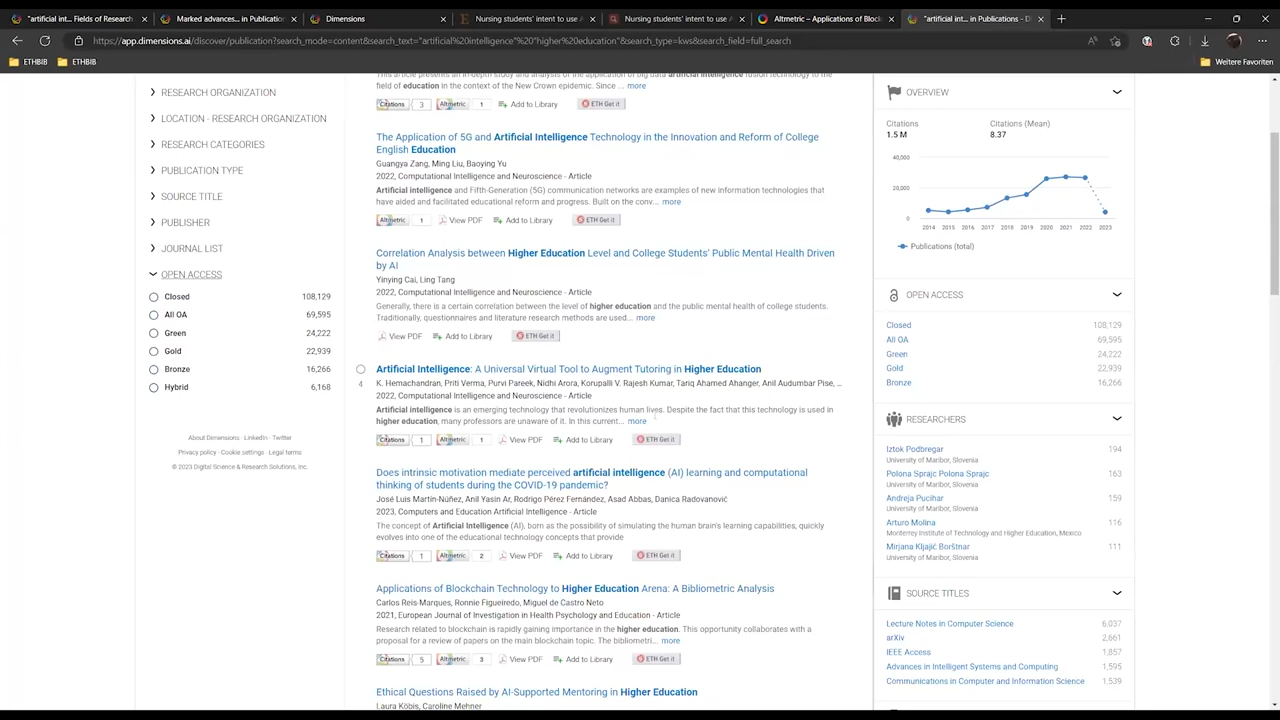 "artificial int... in Publications - D
Marked advances.. in Publication
Dimensions
Nursing students' intent to use A
Nursing students' intent to use A
Altmetric – Applications of Block
"artificial int... in Publications - D
https://app.dimensions.ai/discover/publication?search_mode=content&search_text="artificial%20intelligence"%20"higher%20education"&search_type=kws&search_field=full_search
ETHBIB
ETHBIB
Weitere Favoriten
RESEARCH ORGANIZATION
LOCATION - RESEARCH ORGANIZATION
RESEARCH CATEGORIES
PUBLICATION TYPE
SOURCE TITLE
PUBLISHER
JOURNAL LIST
OPEN ACCESS
Closed 108,129
All OA 69,595
Green 24,222
Gold 22,939
Bronze 16,266
Hybrid 6,168
About Dimensions · LinkedIn · Twitter
Privacy policy · Cookie settings · Legal terms
© 2023 Digital Science & Research Solutions, Inc.
This article presents an in-depth study and analysis of the application of big data artificial intelligence fusion technology to the
field of education in the context of the New Crown epidemic. Since ... more
Citations 3 Altmetric 1 Add to Library ETH Get it
The Application of 5G and Artificial Intelligence Technology in the Innovation and Reform of College
English Education
Guangya Zang, Ming Liu, Baoying Yu
2022, Computational Intelligence and Neuroscience - Article
Artificial intelligence and Fifth-Generation (5G) communication networks are examples of new information technologies that
have aided and facilitated educational reform and progress. Built on the conv... more
Altmetric 1 View PDF Add to Library ETH Get it
Correlation Analysis between Higher Education Level and College Students' Public Mental Health Driven
by AI
Yinying Cai, Ling Tang
2022, Computational Intelligence and Neuroscience - Article
Generally, there is a certain correlation between the level of higher education and the public mental health of college students.
Traditionally, questionnaires and literature research methods are used... more
View PDF Add to Library ETH Get it
Artificial Intelligence: A Universal Virtual Tool to Augment Tutoring in Higher Education
4 K. Hemachandran, Priti Verma, Purvi Pareek, Nidhi Arora, Korupalli V. Rajesh Kumar, Tariq Ahamed Ahanger, Anil Audumbar Pise, ...
2022, Computational Intelligence and Neuroscience - Article
Artificial intelligence is an emerging technology that revolutionizes human lives. Despite the fact that this technology is used in
higher education, many professors are unaware of it. In this current... more
Citations 1 Altmetric 1 View PDF Add to Library ETH Get it
Does intrinsic motivation mediate perceived artificial intelligence (AI) learning and computational
thinking of students during the COVID-19 pandemic?
José Luis Martín-Núñez, Anil Yasin Ar, Rodrigo Pérez Fernández, Asad Abbas, Danica Radovanović
2023, Computers and Education Artificial Intelligence - Article
The concept of Artificial Intelligence (AI), born as the possibility of simulating the human brain's learning capabilities, quickly
evolves into one of the educational technology concepts that provide
Citations 1 Altmetric 2 View PDF Add to Library ETH Get it
Applications of Blockchain Technology to Higher Education Arena: A Bibliometric Analysis
Carlos Reis-Marques, Ronnie Figueiredo, Miguel de Castro Neto
2021, European Journal of Investigation in Health Psychology and Education - Article
Research related to blockchain is rapidly gaining importance in the higher education. This opportunity collaborates with a
proposal for a review of papers on the main blockchain topic. The bibliometri... more
Citations 5 Altmetric 3 View PDF Add to Library ETH Get it
Ethical Questions Raised by AI-Supported Mentoring in Higher Education
Laura Köbis, Caroline Mehner
OVERVIEW
Citations Citations (Mean)
1.5 M 8.37
40,000
20,000
0
2014 2015 2016 2017 2018 2019 2020 2021 2022 2023
Publications (total)
OPEN ACCESS
Closed 108,129
All OA 69,595
Green 24,222
Gold 22,939
Bronze 16,266
RESEARCHERS
Iztok Podbregar 194
University of Maribor, Slovenia
Polona Sprajc Polona Sprajc 163
University of Maribor, Slovenia
Andreja Pucihar 159
University of Maribor, Slovenia
Arturo Molina 116
Monterrey Institute of Technology and Higher Education, Mexico
Mirjana Kljajić Borštnar 111
University of Maribor, Slovenia
SOURCE TITLES
Lecture Notes in Computer Science 6,037
arXiv 2,661
IEEE Access 1,857
Advances in Intelligent Systems and Computing 1,595
Communications in Computer and Information Science 1,539